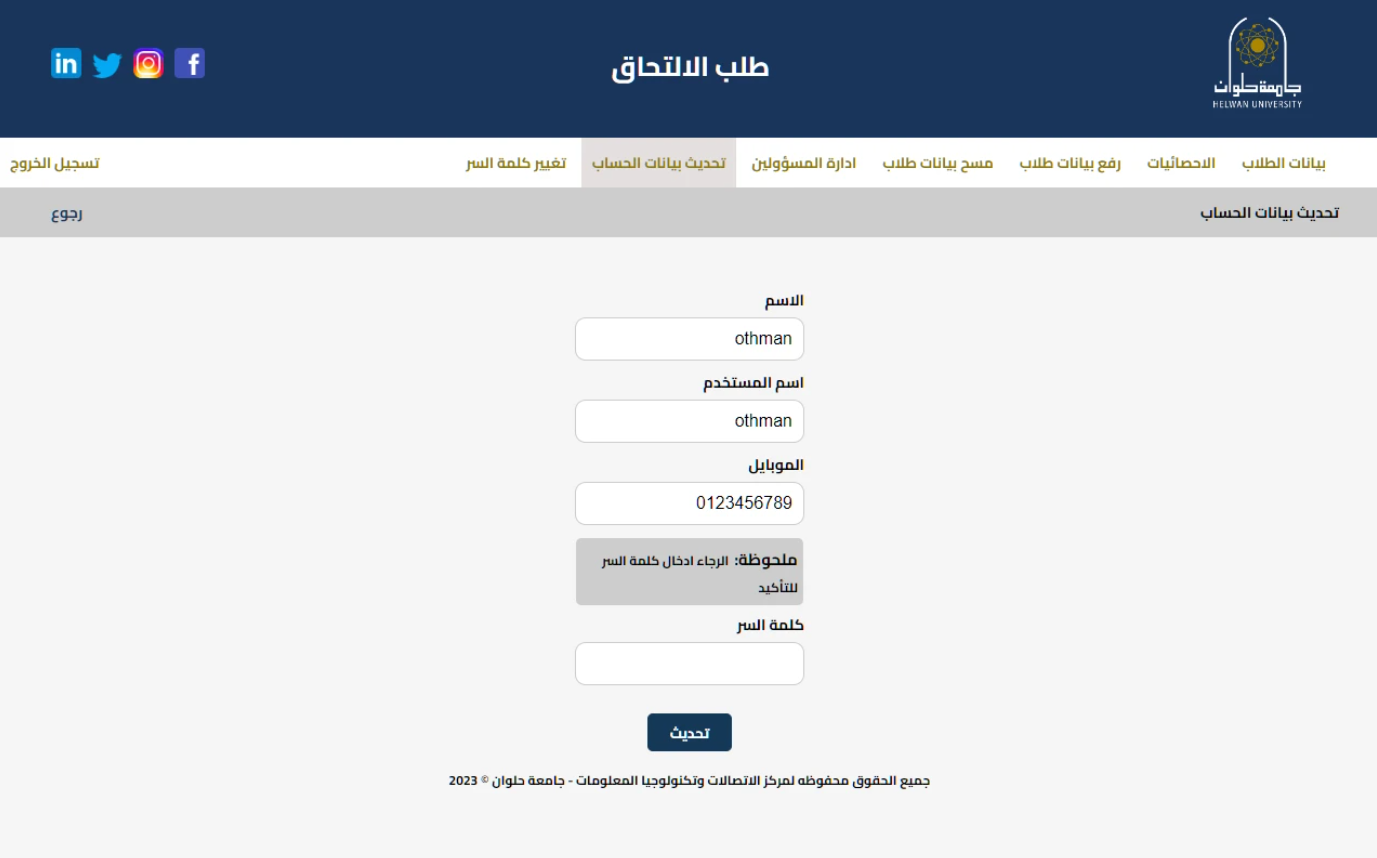 جامعة حلوان
HELWAN UNIVERSITY
طلب الالتحاق
in
f
بيانات الطلاب
الاحصائيات
رفع بيانات طلاب
مسح بيانات طلاب
ادارة المسؤولين
تحديث بيانات الحساب
تغيير كلمة السر
تسجيل الخروج
تحديث بيانات الحساب
رجوع
الاسم
othman
اسم المستخدم
othman
الموبايل
0123456789
ملحوظة: الرجاء ادخال كلمة السر
للتأكيد
كلمة السر
تحديث
جميع الحقوق محفوظه لمركز الاتصالات وتكنولوجيا المعلومات - جامعة حلوان © 2023